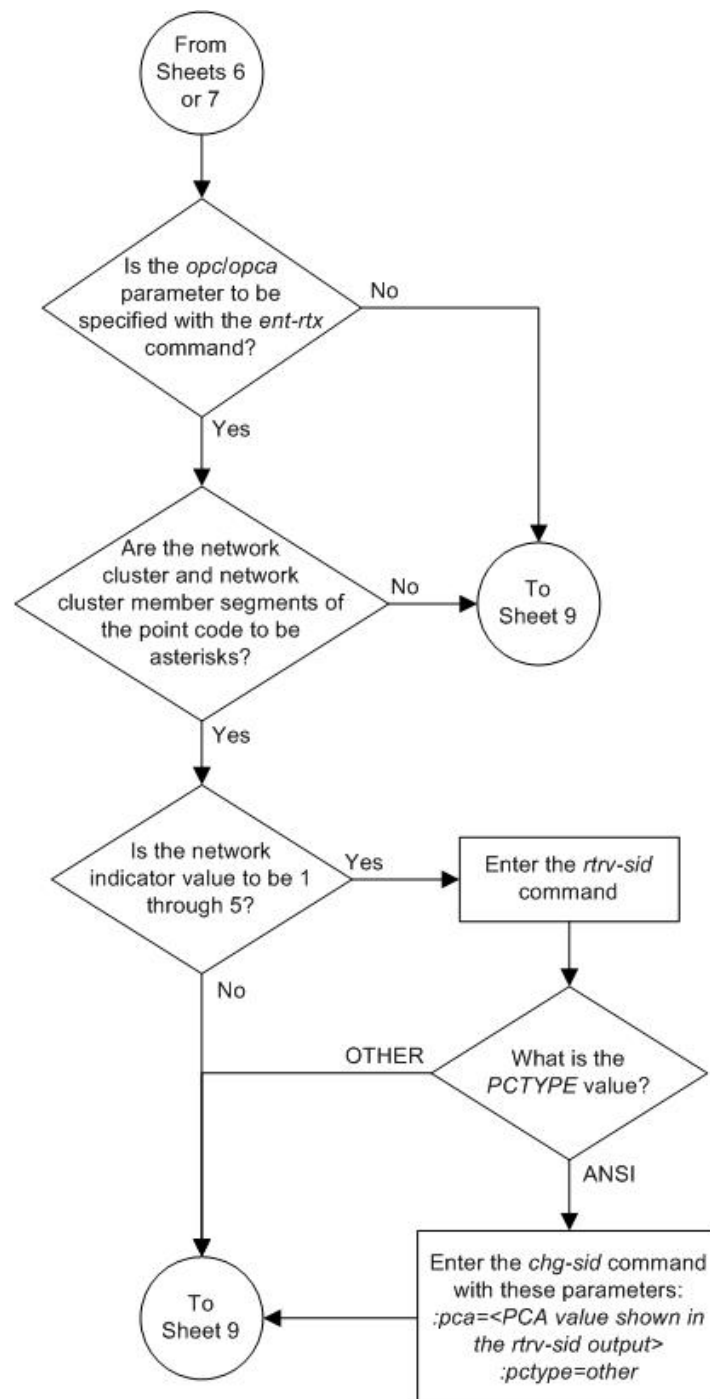 From
Sheets 6
or 7
Is the opc/opca
parameter to be
specified with the ent-rtx
command?
No
Yes
Are the network
cluster and network
cluster member segments of
the point code to be
asterisks?
No
To
Sheet 9
Yes
Is the network
indicator value to be 1
through 5?
Yes
Enter the rtrv-sid
command
No
OTHER
What is the
PCTYPE value?
ANSI
To
Sheet 9
Enter the chg-sid command
with these parameters:
:pca=<PCA value shown in
the rtrv-sid output>
:pctype=other